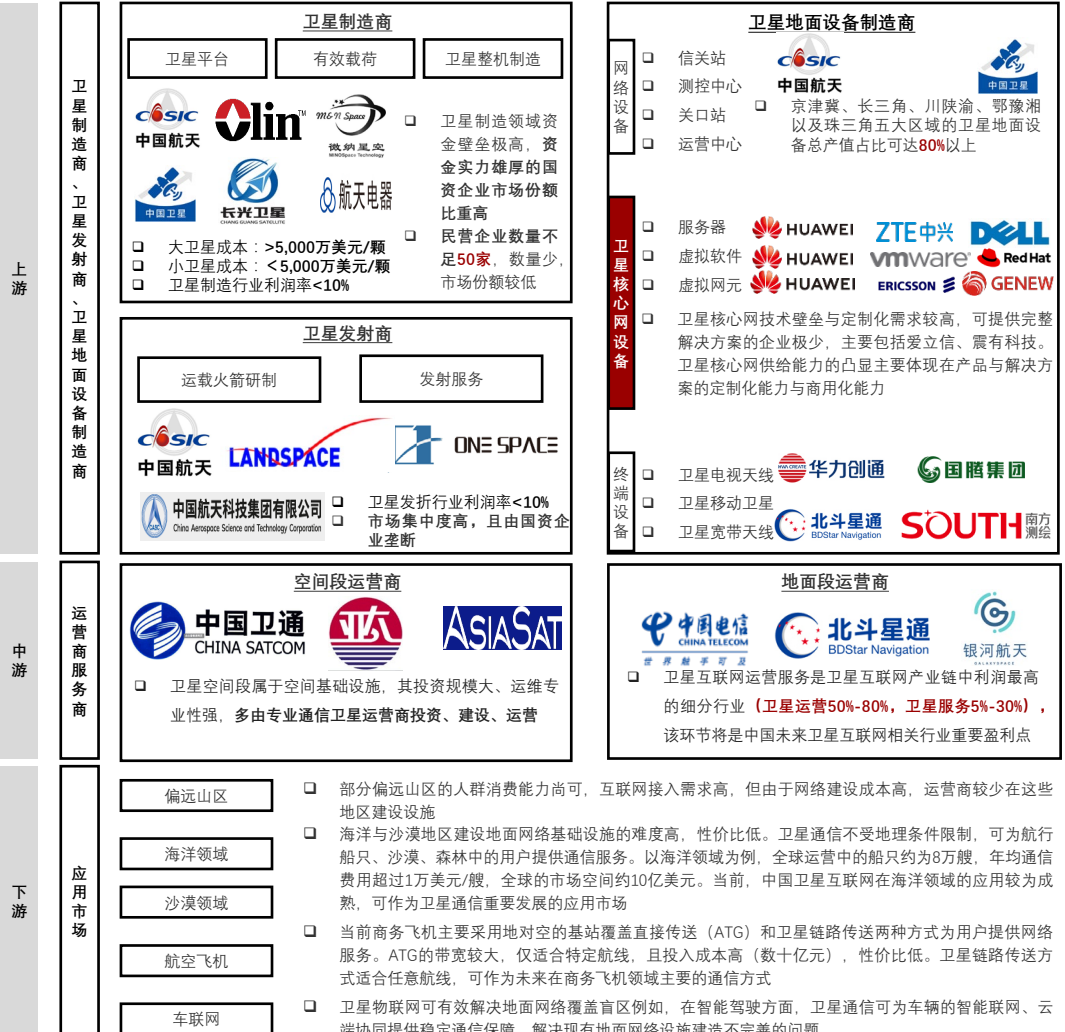 上游
卫星制造商、卫星发射商、卫星地面设备制造商
卫星制造商
卫星平台
有效载荷
卫星整机制造
CASIC
中国航天
Olin™
M&N Space
微纳星空
MINOSpace Technology
中国卫星
长光卫星
CHANG GUANG SATELLITE
航天电器
卫星制造领域资
金壁垒极高，资
金实力雄厚的国
资企业市场份额
比重高
民营企业数量不
足50家，数量少，
市场份额较低
大卫星成本：>5,000万美元/颗
小卫星成本：＜5,000万美元/颗
卫星制造行业利润率<10%
卫星发射商
运载火箭研制
发射服务
CASIC
中国航天
LANDSPACE
ONE SPACE
中国航天科技集团有限公司
China Aerospace Science and Technology Corporation
CASC
卫星发折行业利润率<10%
市场集中度高，且由国资企
业垄断
卫星地面设备制造商
网络设备
信关站
测控中心
关口站
运营中心
CASIC
中国航天
中国卫星
京津冀、长三角、川陕渝、鄂豫湘
以及珠三角五大区域的卫星地面设
备总产值占比可达80%以上
卫星核心网设备
服务器
HUAWEI
ZTE中兴
DELL
虚拟软件
HUAWEI
vmware
Red Hat
虚拟网元
HUAWEI
ERICSSON
GENEW
卫星核心网技术壁垒与定制化需求较高，可提供完整
解决方案的企业极少，主要包括爱立信、震有科技。
卫星核心网供给能力的凸显主要体现在产品与解决方
案的定制化能力与商用化能力
终端设备
卫星电视天线
卫星移动卫星
卫星宽带天线
HWA CREATE
华力创通
国腾集团
北斗星通
BDStar Navigation
SOUTH 南方测绘
中游
运营商服务商
空间段运营商
中国卫通
CHINA SATCOM
亚太
ASIASAT
卫星空间段属于空间基础设施，其投资规模大、运维专
业性强，多由专业通信卫星运营商投资、建设、运营
地面段运营商
中国电信
CHINA TELECOM
世界触手可及
北斗星通
BDStar Navigation
银河航天
GALAXYSPACE
卫星互联网运营服务是卫星互联网产业链中利润最高
的细分行业（卫星运营50%-80%，卫星服务5%-30%），
该环节将是中国未来卫星互联网相关行业重要盈利点
下游
应用市场
偏远山区
部分偏远山区的人群消费能力尚可，互联网接入需求高，但由于网络建设成本高，运营商较少在这些
地区建设设施
海洋领域
沙漠领域
海洋与沙漠地区建设地面网络基础设施的难度高，性价比低。卫星通信不受地理条件限制，可为航行
船只、沙漠、森林中的用户提供通信服务。以海洋领域为例，全球运营中的船只约为8万艘，年均通信
费用超过1万美元/艘，全球的市场空间约10亿美元。当前，中国卫星互联网在海洋领域的应用较为成
熟，可作为卫星通信重要发展的应用市场
航空飞机
当前商务飞机主要采用地对空的基站覆盖直接传送（ATG）和卫星链路传送两种方式为用户提供网络
服务。ATG的带宽较大，仅适合特定航线，且投入成本高（数十亿元），性价比低。卫星链路传送方
式适合任意航线，可作为未来在商务飞机领域主要的通信方式
车联网
卫星物联网可有效解决地面网络覆盖盲区例如，在智能驾驶方面，卫星通信可为车辆的智能联网、云
端协同提供稳定通信保障，解决现有地面网络设施建造不完善的问题